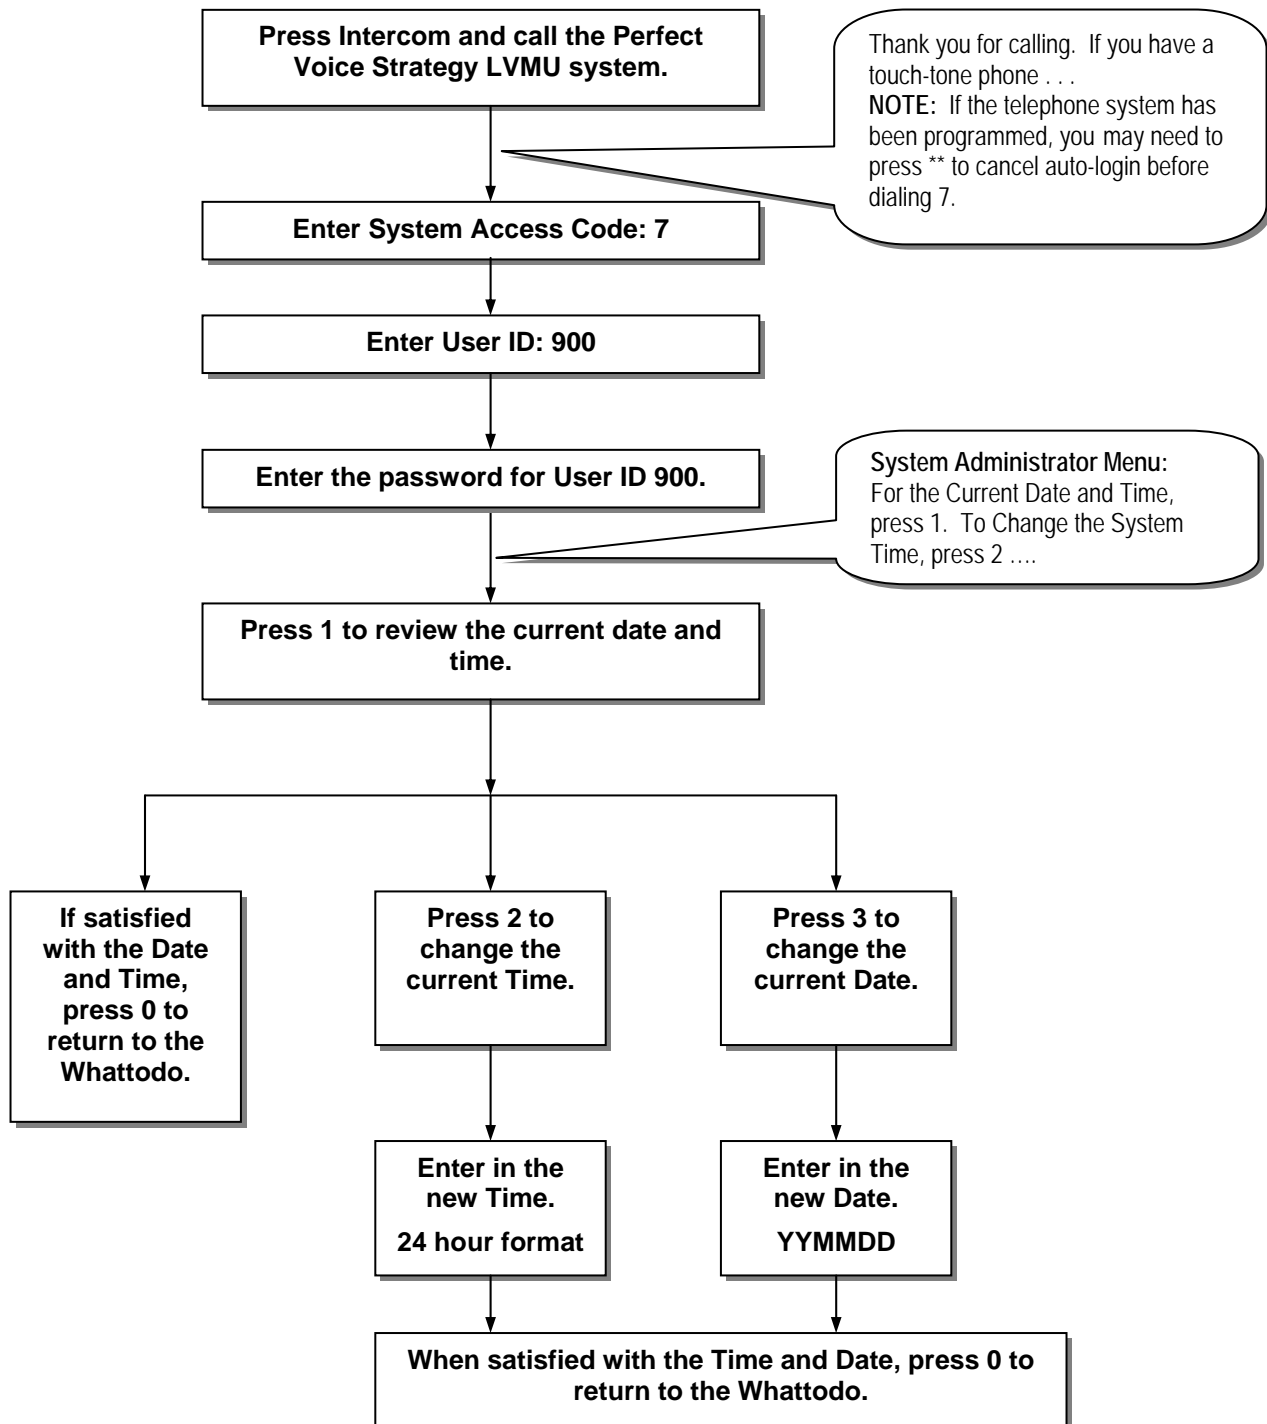 Press Intercom and call the Perfect
Voice Strategy LVMU system.
Thank you for calling. If you have a
touch-tone phone . . .
NOTE: If the telephone system has
been programmed, you may need to
press ** to cancel auto-login before
dialing 7.
Enter System Access Code: 7
Enter User ID: 900
Enter the password for User ID 900.
System Administrator Menu:
For the Current Date and Time,
press 1. To Change the System
Time, press 2 ....
Press 1 to review the current date and
time.
If satisfied
with the Date
and Time,
press 0 to
return to the
Whattodo.
Press 2 to
change the
current Time.
Press 3 to
change the
current Date.
Enter in the
new Time.
24 hour format
Enter in the
new Date.
YYMMDD
When satisfied with the Time and Date, press 0 to
return to the Whattodo.